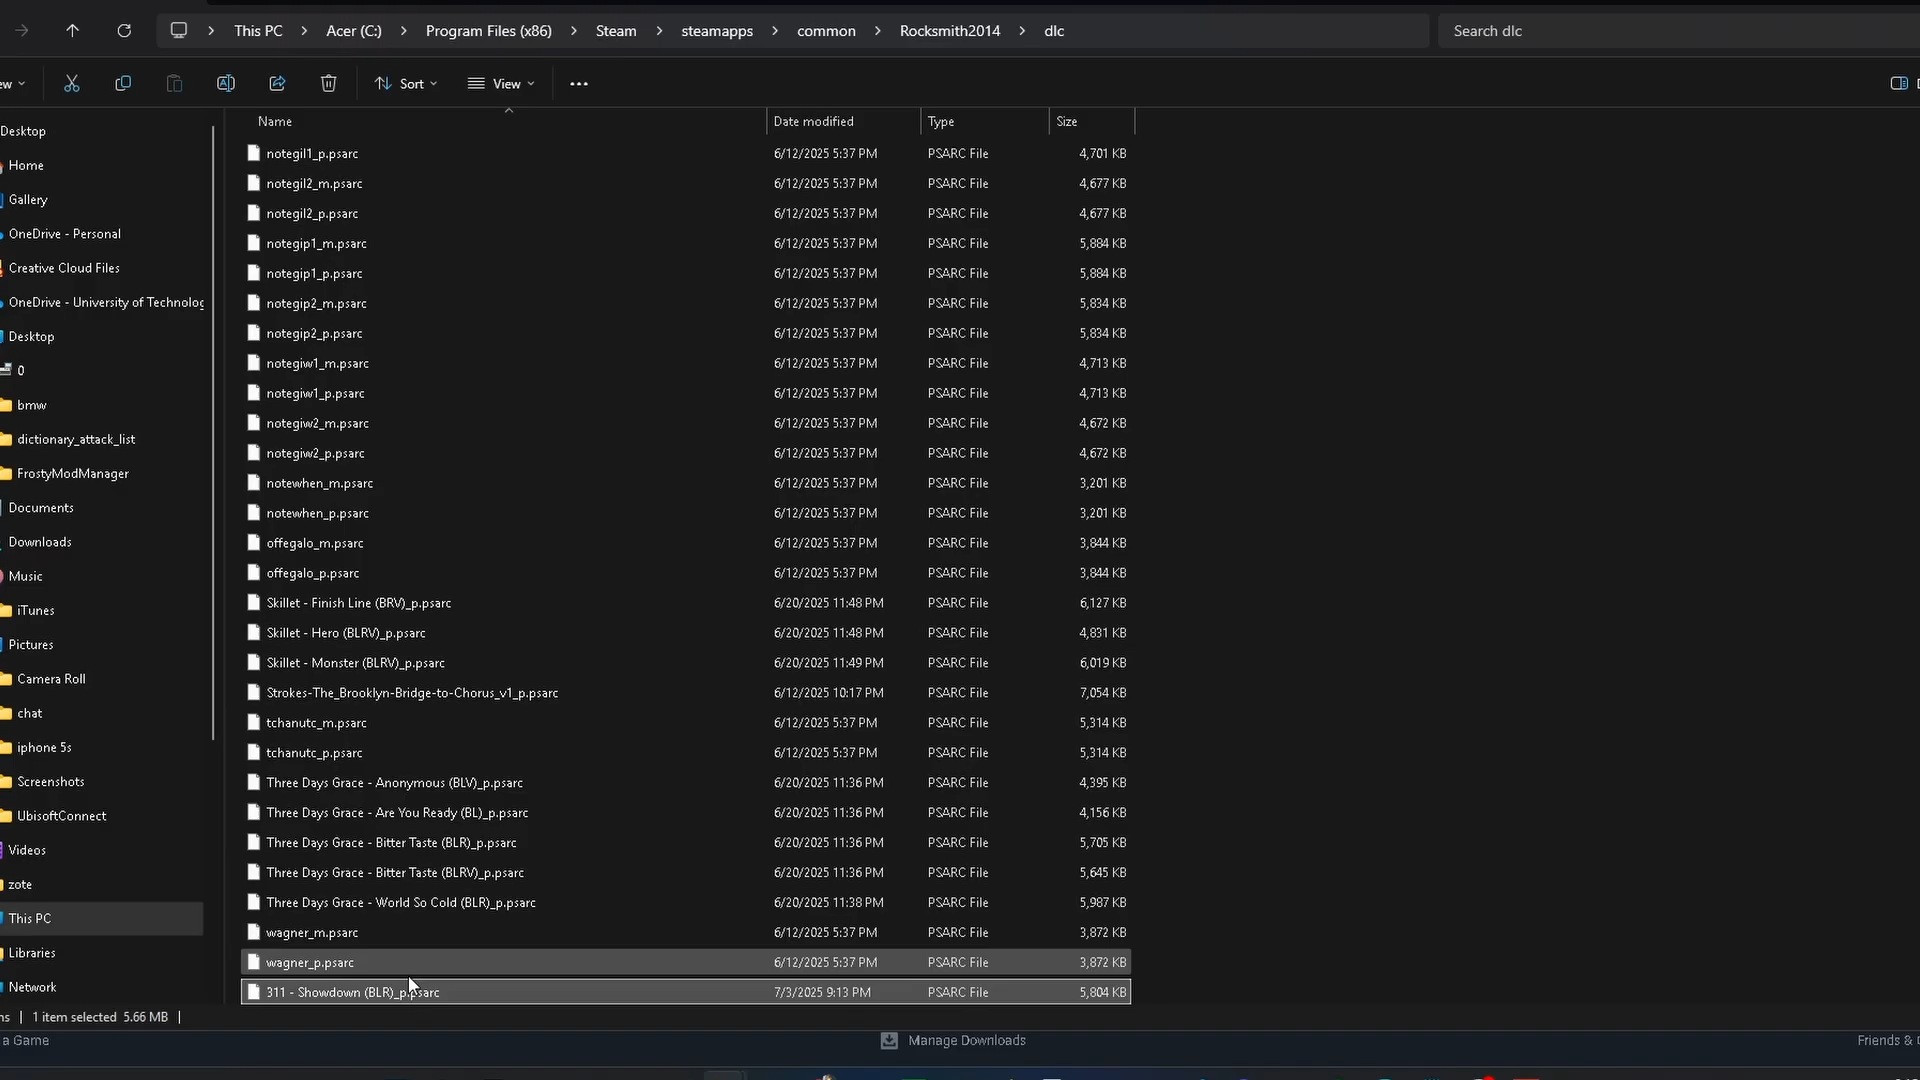 This PC > Acer (C:) > Program Files (x86) > Steam > steamapps > common > Rocksmith2014 > dlc
Search dlc
ew
Sort
View
Name
Date modified
Type
Size
Desktop
Home
Gallery
OneDrive - Personal
Creative Cloud Files
OneDrive - University of Technolog
Desktop
0
bmw
dictionary_attack_list
FrostyModManager
Documents
Downloads
Music
iTunes
Pictures
Camera Roll
chat
iphone 5s
Screenshots
UbisoftConnect
Videos
zote
This PC
Libraries
Network
notegil1_p.psarc 6/12/2025 5:37 PM PSARC File 4,701 KB
notegil2_m.psarc 6/12/2025 5:37 PM PSARC File 4,677 KB
notegil2_p.psarc 6/12/2025 5:37 PM PSARC File 4,677 KB
notegip1_m.psarc 6/12/2025 5:37 PM PSARC File 5,884 KB
notegip1_p.psarc 6/12/2025 5:37 PM PSARC File 5,884 KB
notegip2_m.psarc 6/12/2025 5:37 PM PSARC File 5,834 KB
notegip2_p.psarc 6/12/2025 5:37 PM PSARC File 5,834 KB
notegiw1_m.psarc 6/12/2025 5:37 PM PSARC File 4,713 KB
notegiw1_p.psarc 6/12/2025 5:37 PM PSARC File 4,713 KB
notegiw2_m.psarc 6/12/2025 5:37 PM PSARC File 4,672 KB
notegiw2_p.psarc 6/12/2025 5:37 PM PSARC File 4,672 KB
notewhen_m.psarc 6/12/2025 5:37 PM PSARC File 3,201 KB
notewhen_p.psarc 6/12/2025 5:37 PM PSARC File 3,201 KB
offegalo_m.psarc 6/12/2025 5:37 PM PSARC File 3,844 KB
offegalo_p.psarc 6/12/2025 5:37 PM PSARC File 3,844 KB
Skillet - Finish Line (BRV)_p.psarc 6/20/2025 11:48 PM PSARC File 6,127 KB
Skillet - Hero (BLRV)_p.psarc 6/20/2025 11:48 PM PSARC File 4,831 KB
Skillet - Monster (BLRV)_p.psarc 6/20/2025 11:49 PM PSARC File 6,019 KB
Strokes-The_Brooklyn-Bridge-to-Chorus_v1_p.psarc 6/12/2025 10:17 PM PSARC File 7,054 KB
tchanutc_m.psarc 6/12/2025 5:37 PM PSARC File 5,314 KB
tchanutc_p.psarc 6/12/2025 5:37 PM PSARC File 5,314 KB
Three Days Grace - Anonymous (BLV)_p.psarc 6/20/2025 11:36 PM PSARC File 4,395 KB
Three Days Grace - Are You Ready (BL)_p.psarc 6/20/2025 11:36 PM PSARC File 4,156 KB
Three Days Grace - Bitter Taste (BLR)_p.psarc 6/20/2025 11:36 PM PSARC File 5,705 KB
Three Days Grace - Bitter Taste (BLRV)_p.psarc 6/20/2025 11:36 PM PSARC File 5,645 KB
Three Days Grace - World So Cold (BLR)_p.psarc 6/20/2025 11:38 PM PSARC File 5,987 KB
wagner_m.psarc 6/12/2025 5:37 PM PSARC File 3,872 KB
wagner_p.psarc 6/12/2025 5:37 PM PSARC File 3,872 KB
311 - Showdown (BLR)_p.psarc 7/3/2025 9:13 PM PSARC File 5,804 KB
ns | 1 item selected 5.66 MB |
a Game
Manage Downloads
Friends &